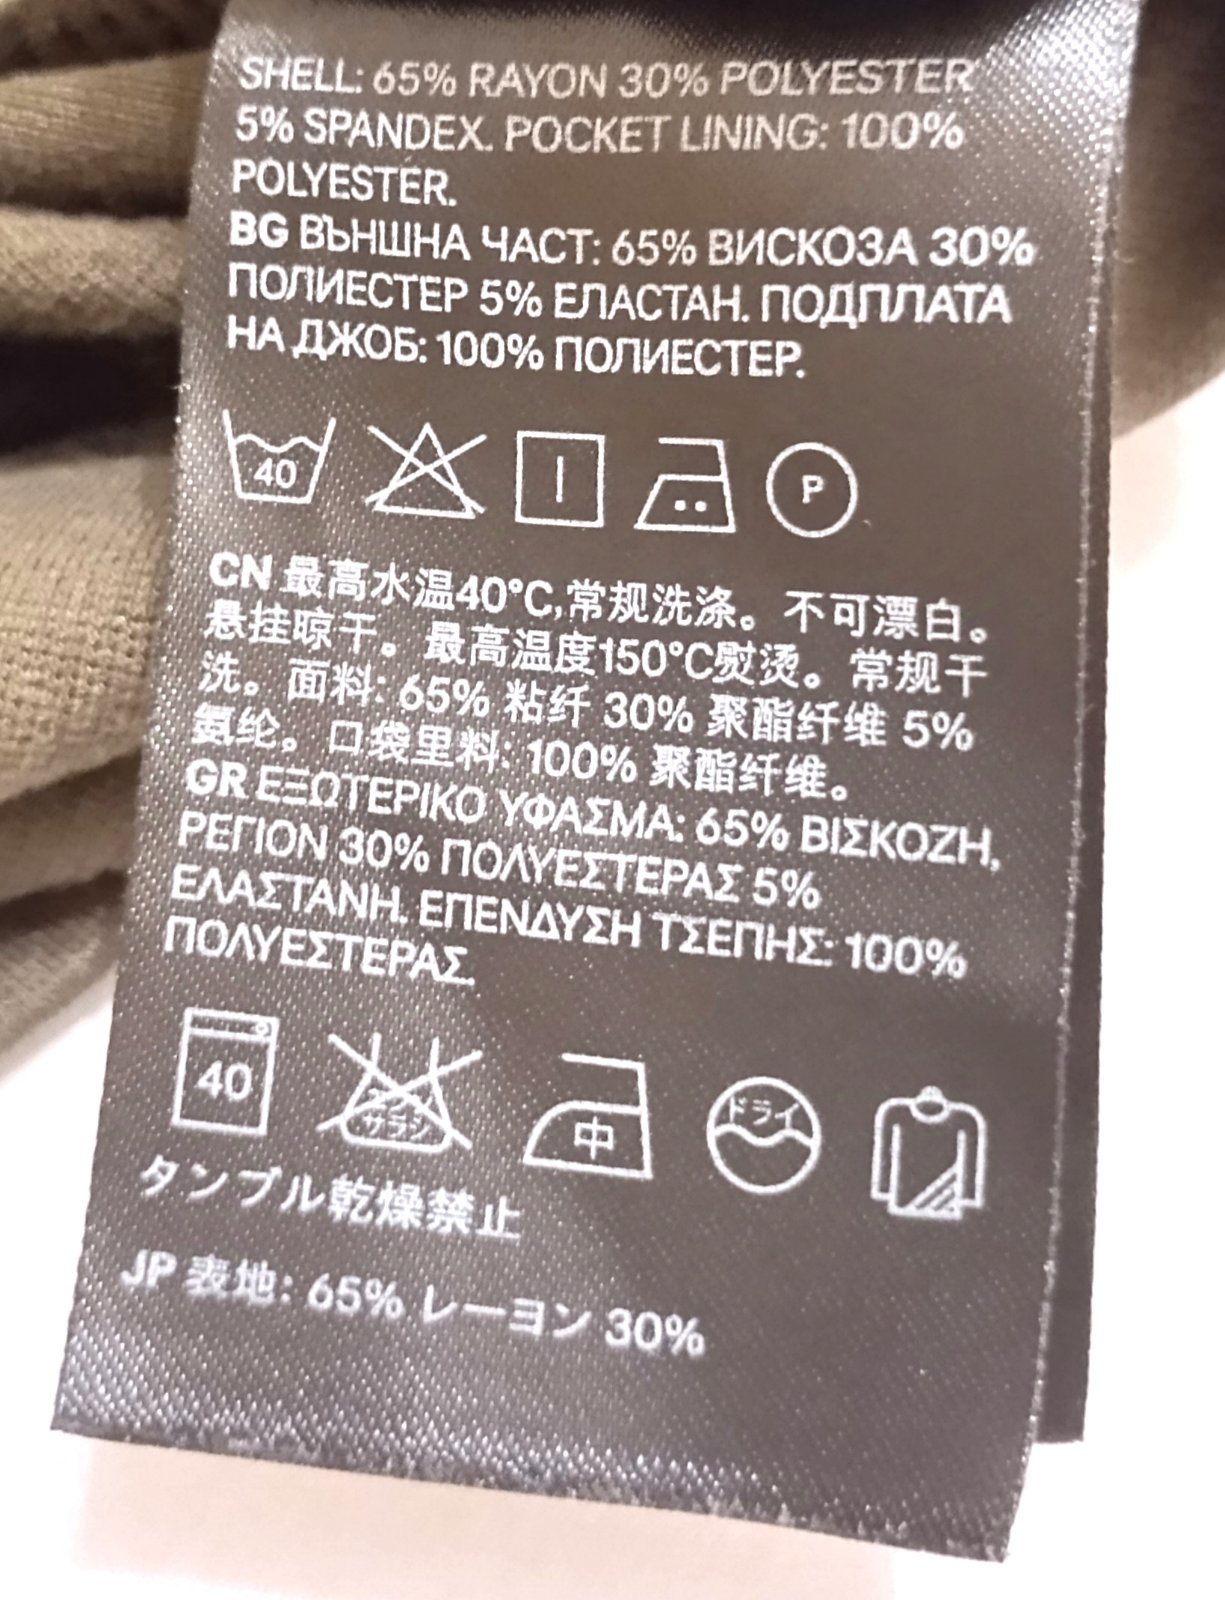 SHELL: 65% RAYON 30% POLYESTER
5% SPANDEX. POCKET LINING: 100%
POLYESTER.
BG ВЪНШНА ЧАСТ: 65% ВИСКОЗА 30%
ПОЛИЕСТЕР 5% ЕЛАСТАН. ПОДПЛАТА
НА ДЖОБ: 100% ПОЛИЕСТЕР.
40 P
CN 最高水温40°C,常规洗涤。不可漂白。
悬挂晾干。最高温度150°C熨烫。常规干
洗。面料: 65% 粘纤 30% 聚酯纤维 5%
氨纶。口袋里料: 100% 聚酯纤维。
GR ΕΞΩΤΕΡΙΚΟ ΥΦΑΣΜΑ: 65% ΒΙΣΚΟΖΗ,
ΡΕΓΙΟΝ 30% ΠΟΛΥΕΣΤΕΡΑΣ 5%
ΕΛΑΣΤΑΝΗ. ΕΠΕΝΔΥΣΗ ΤΣΕΠΗΣ: 100%
ΠΟΛΥΕΣΤΕΡΑΣ.
40 エンソ サラシ 中 ドライ
タンブル乾燥禁止
JP 表地: 65% レーヨン 30%